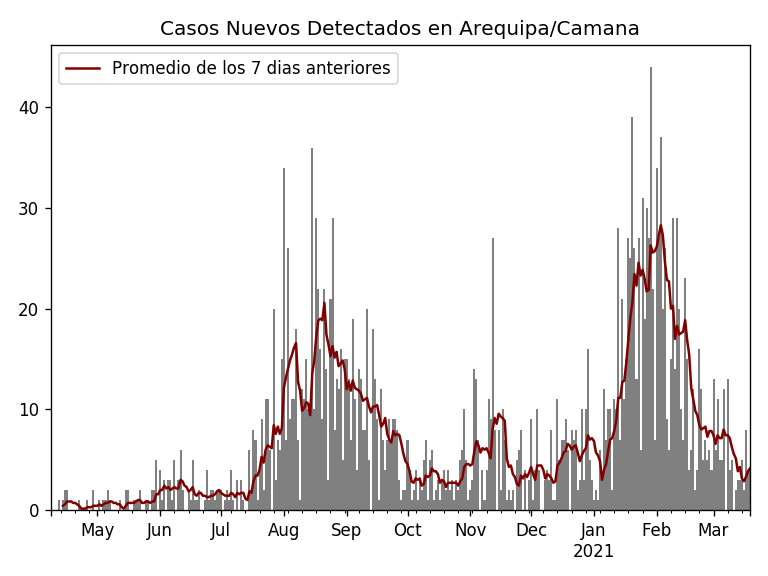 Casos Nuevos Detectados en Arequipa/Camana
Promedio de los 7 dias anteriores
40
30
20
10
0
May Jun Jul Aug Sep Oct Nov Dec Jan Feb Mar
2021